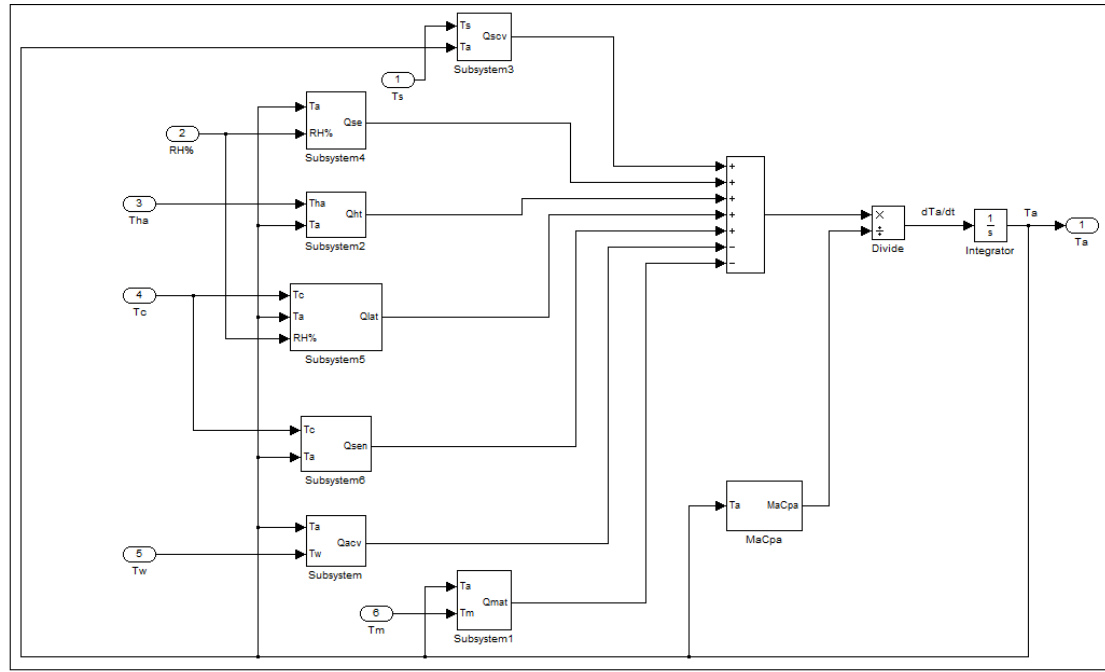 Ts
Qscv
Ta
Subsystem3
1
Ts
Ta
Qse
RH%
Subsystem4
2
RH%
Tha
Qht
Ta
Subsystem2
3
Tha
+
+
+
+
+
−
−
×
÷
Divide
dTa/dt
1
s
Integrator
Ta
1
Ta
4
Tc
Tc
Ta
Qlat
RH%
Subsystem5
Tc
Qsen
Ta
Subsystem6
Ta
MaCpa
MaCpa
Ta
Qacv
Tw
Subsystem
5
Tw
Ta
Qmat
Tm
Subsystem1
6
Tm